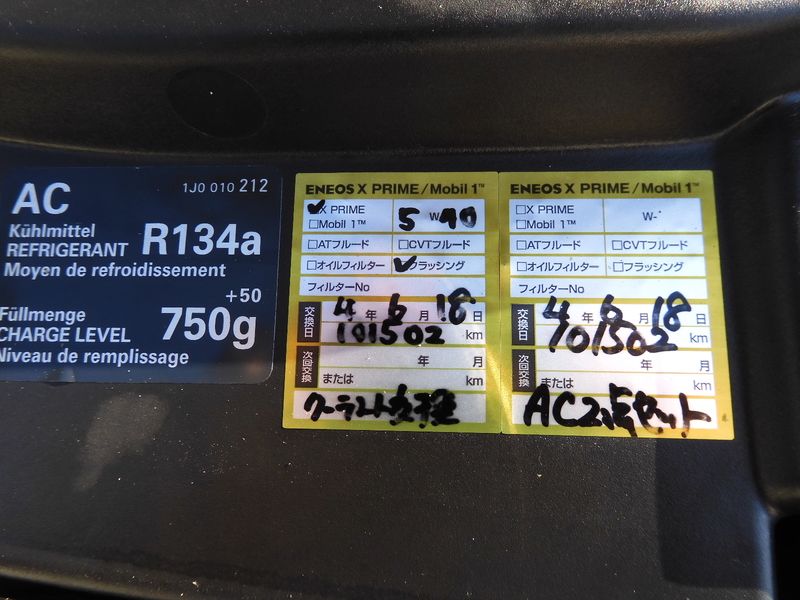 AC
1J0 010 212
Kühlmittel
REFRIGERANT R134a
Moyen de refroidissement
+50
Füllmenge
CHARGE LEVEL 750g
Niveau de remplissage
ENEOS X PRIME/Mobil 1™
X PRIME
□Mobil 1™
5 W 40
□ATフルード □CVTフルード
□オイルフィルター フラッシング
フィルターNo
交換日 4年 6月 18日
101502 km
次回交換 年 月
または km
クーラント
ENEOS X PRIME/Mobil 1™
□X PRIME
□Mobil 1™
W-
□ATフルード □CVTフルード
□オイルフィルター □フラッシング
フィルターNo
交換日 4年 6月 18日
101502 km
次回交換 年 月
または km
AC2点セット